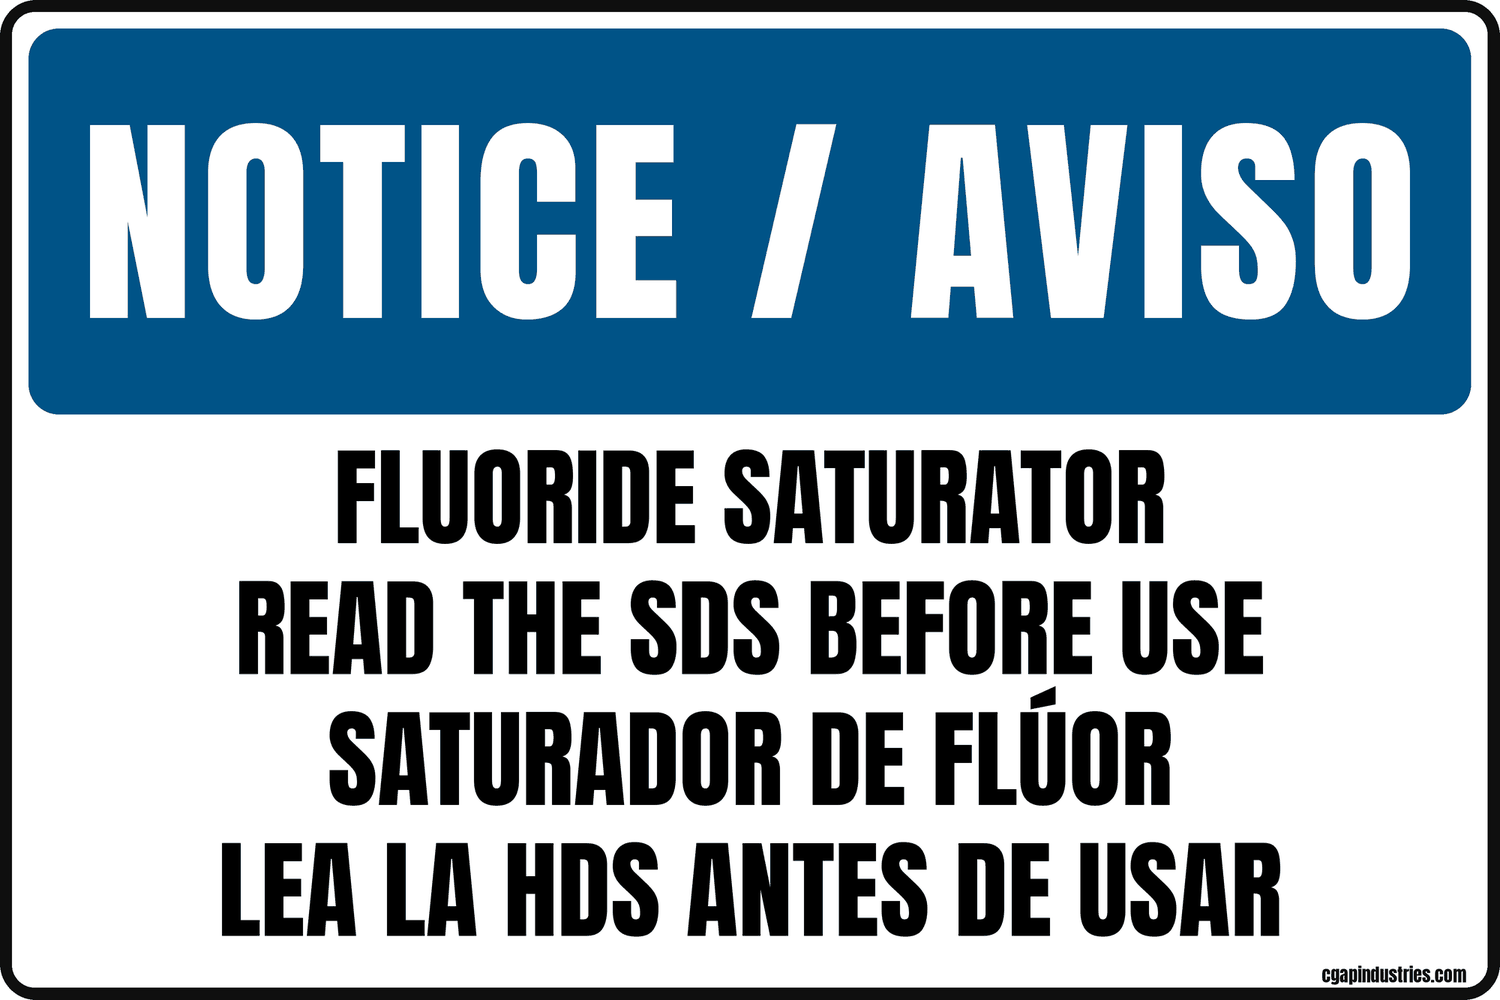 NOTICE / AVISO
FLUORIDE SATURATOR
READ THE SDS BEFORE USE
SATURADOR DE FLÚOR
LEA LA HDS ANTES DE USAR
cgapindustries.com